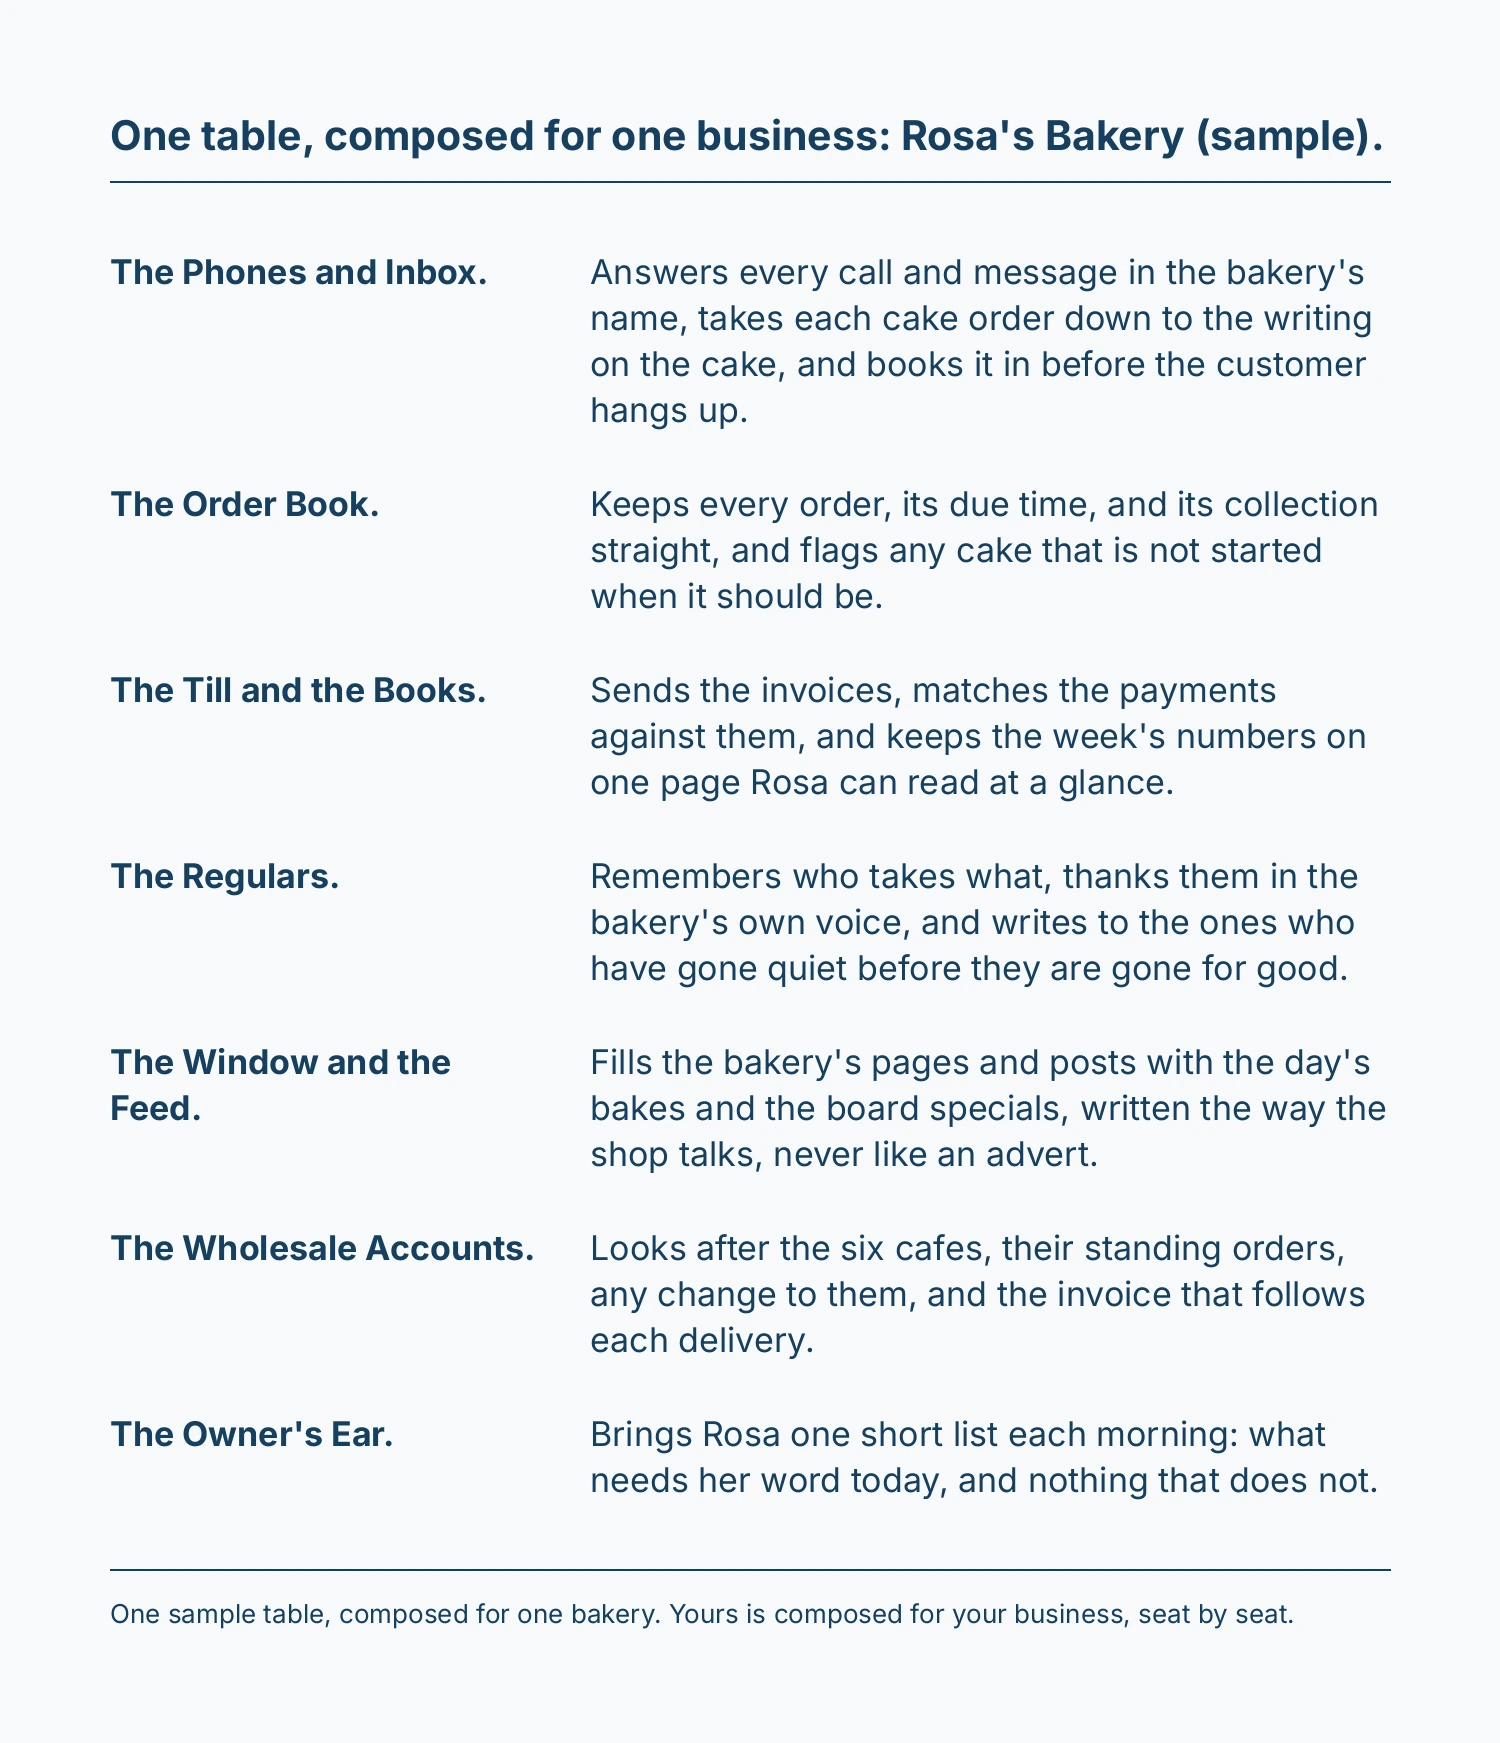 One table, composed for one business: Rosa's Bakery (sample).
The Phones and Inbox.
Answers every call and message in the bakery's
name, takes each cake order down to the writing
on the cake, and books it in before the customer
hangs up.
The Order Book.
Keeps every order, its due time, and its collection
straight, and flags any cake that is not started
when it should be.
The Till and the Books.
Sends the invoices, matches the payments
against them, and keeps the week's numbers on
one page Rosa can read at a glance.
The Regulars.
Remembers who takes what, thanks them in the
bakery's own voice, and writes to the ones who
have gone quiet before they are gone for good.
The Window and the
Feed.
Fills the bakery's pages and posts with the day's
bakes and the board specials, written the way the
shop talks, never like an advert.
The Wholesale Accounts.
Looks after the six cafes, their standing orders,
any change to them, and the invoice that follows
each delivery.
The Owner's Ear.
Brings Rosa one short list each morning: what
needs her word today, and nothing that does not.
One sample table, composed for one bakery. Yours is composed for your business, seat by seat.